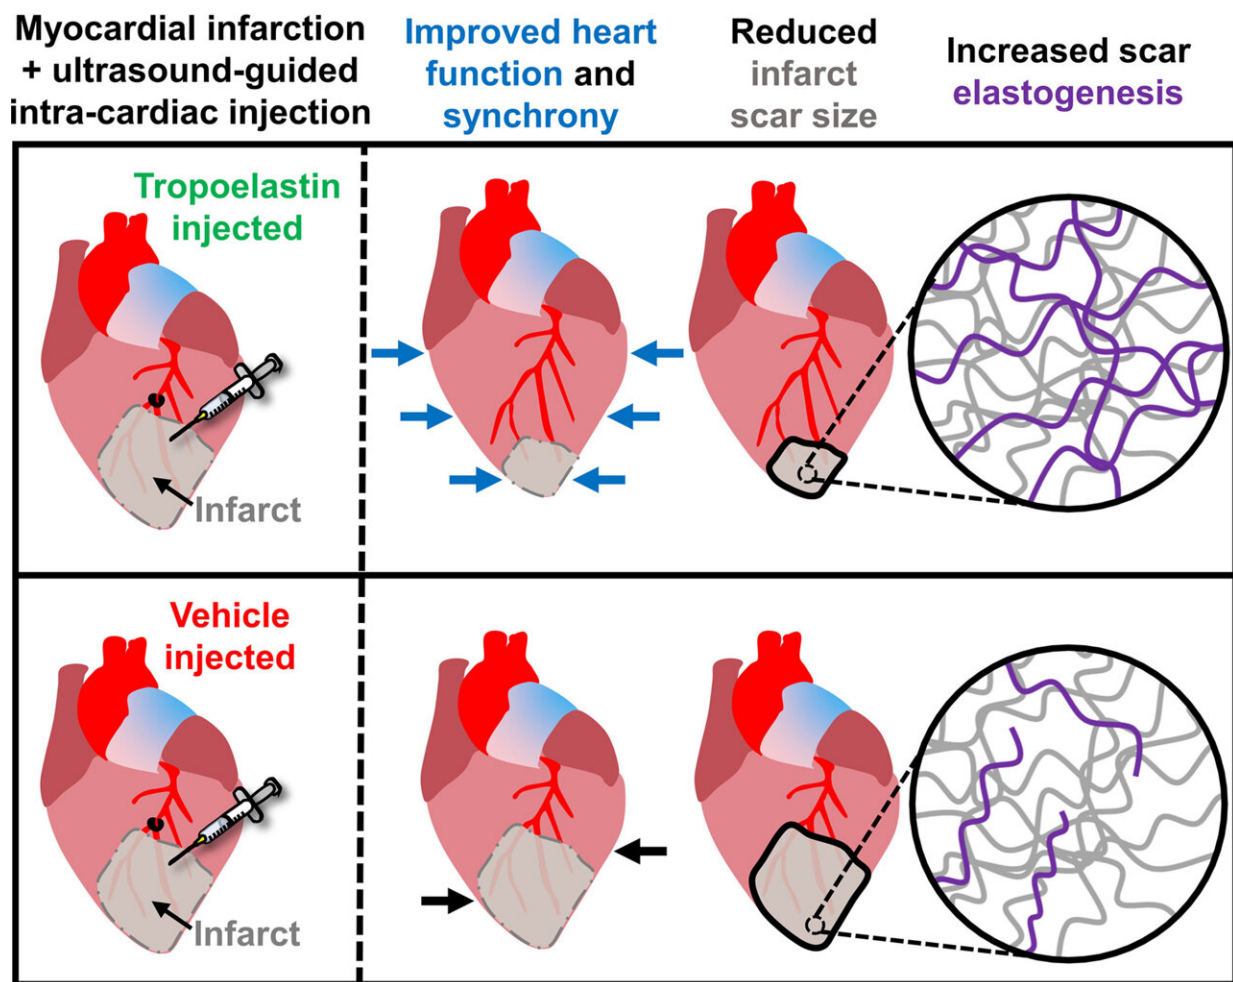 Myocardial infarction
+ ultrasound-guided
intra-cardiac injection
Improved heart
function and
synchrony
Reduced
infarct
scar size
Increased scar
elastogenesis
Tropoelastin
injected
Infarct
Vehicle
injected
Infarct